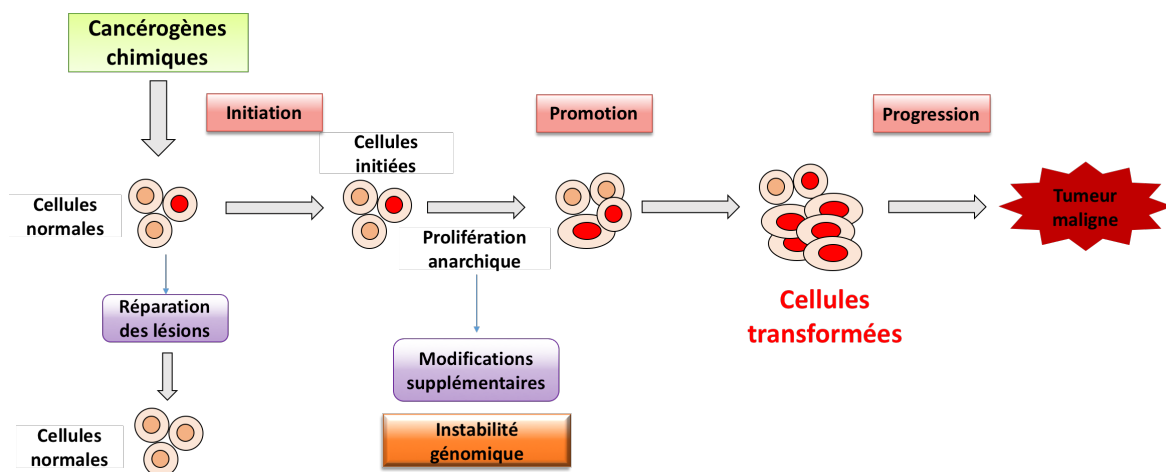 Cancérogènes
chimiques
Initiation
Promotion
Progression
Cellules
initiées
Cellules
normales
Tumeur
maligne
Prolifération
anarchique
Réparation
des lésions
Cellules
transformées
Modifications
supplémentaires
Instabilité
génomique
Cellules
normales